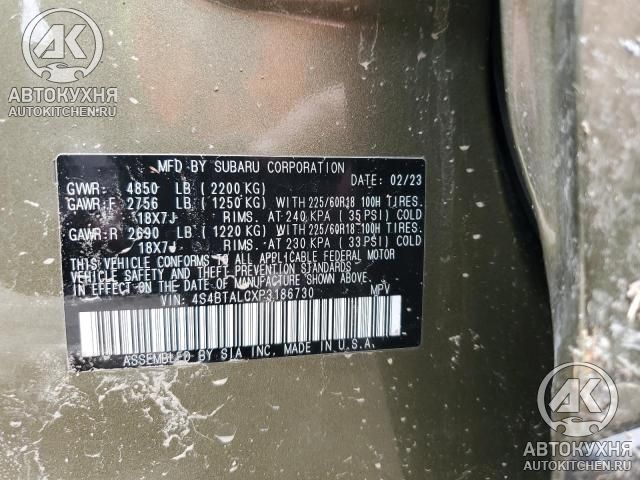 AK
АВТОКУХНЯ
AUTOKITCHEN.RU
MFD BY SUBARU CORPORATION
DATE: 02/23
GVWR: 4850 LB (2200 KG)
GAWR:F 2756 LB (1250 KG) WITH 225/60R18 100H TIRES.
18X7J RIMS. AT 240 KPA (35 PSI) COLD
GAWR:R 2690 LB (1220 KG) WITH 225/60R18 100H TIRES.
18X7J RIMS. AT 230 KPA (33 PSI) COLD
THIS VEHICLE CONFORMS TO ALL APPLICABLE FEDERAL MOTOR
VEHICLE SAFETY, BUMPER, AND THEFT PREVENTION STANDARDS
IN EFFECT ON THE DATE OF MANUFACTURE SHOWN ABOVE.
VIN: 4S4BTALCXP3186730 MPV
ASSEMBLED BY SIA INC, MADE IN U.S.A.
AK
АВТОКУХНЯ
AUTOKITCHEN.RU